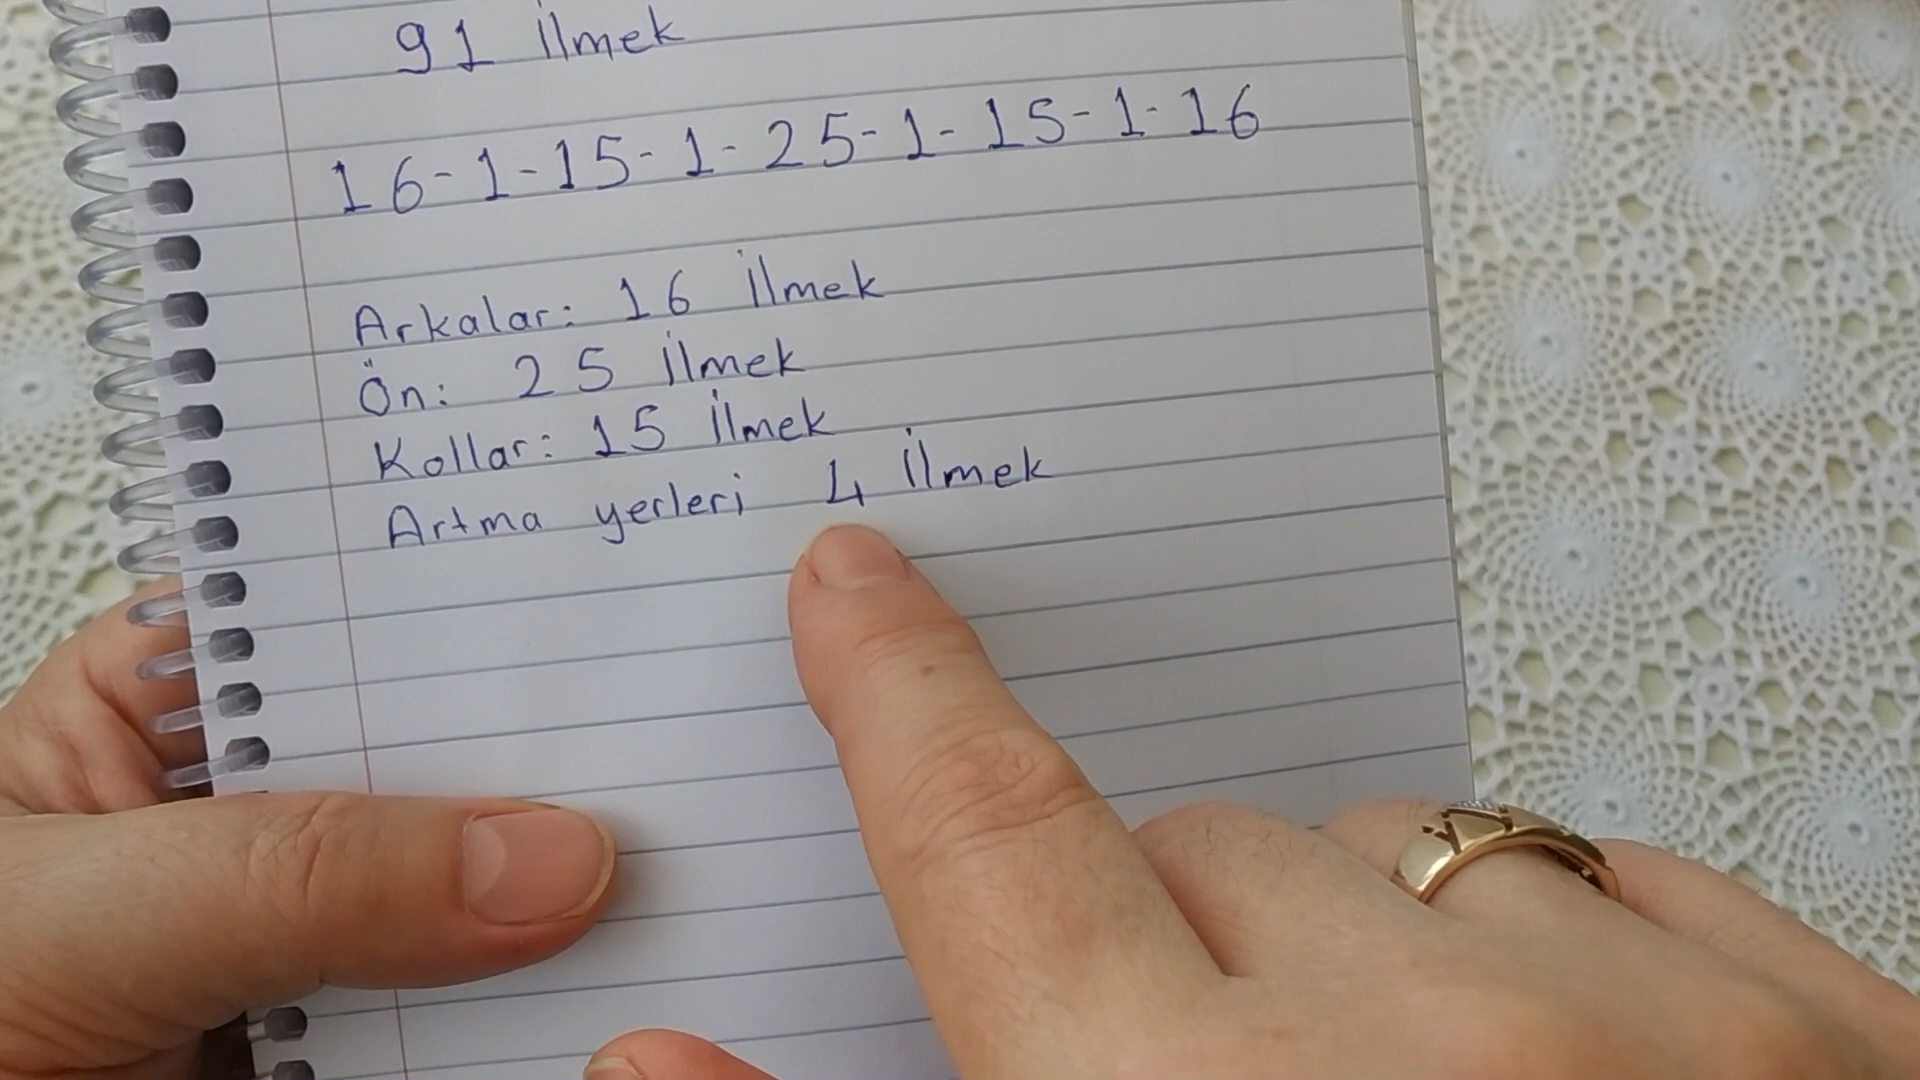 91 İlmek
16-1-15-1-25-1-15-1-16
Arkalar: 16 İlmek
Ön: 25 İlmek
Kollar: 15 İlmek
Artma yerleri 4 İlmek